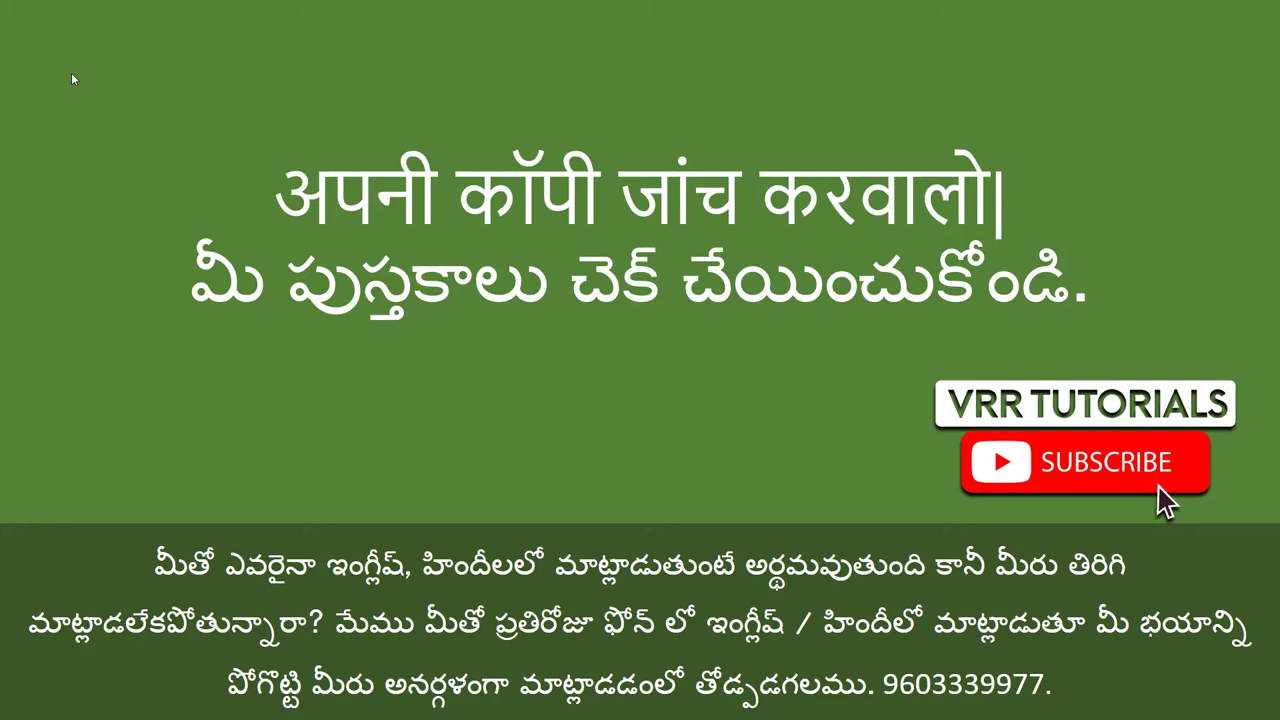 अपनी कॉपी जांच करवालो|
మీ పుస్తకాలు చెక్ చేయించుకోండి.
VRR TUTORIALS
SUBSCRIBE
మీతో ఎవరైనా ఇంగ్లీష్, హిందీలలో మాట్లాడుతుంటే అర్థమవుతుంది కానీ మీరు తిరిగి
మాట్లాడలేకపోతున్నారా? మేము మీతో ప్రతిరోజూ ఫోన్ లో ఇంగ్లీష్ / హిందీలో మాట్లాడుతూ మీ భయాన్ని
పోగొట్టి మీరు అనర్గళంగా మాట్లాడడంలో తోడ్పడగలము. 9603339977.